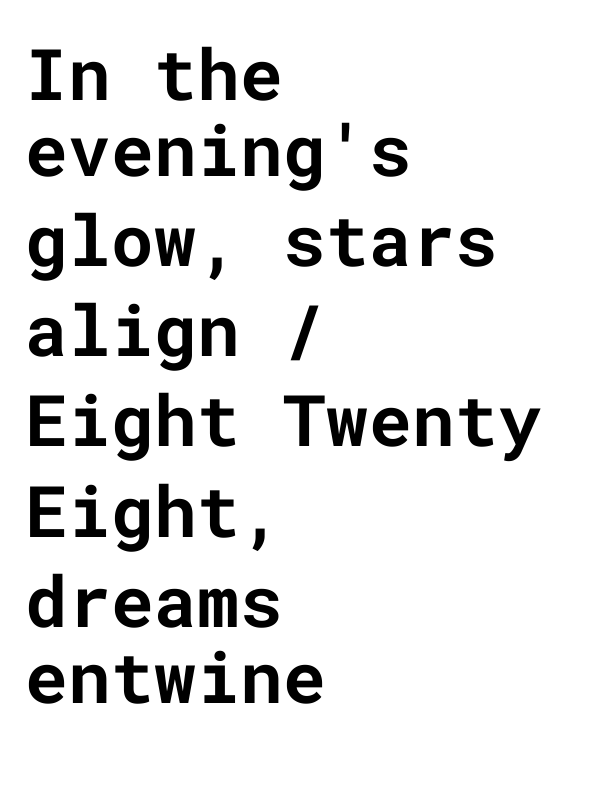 In the
evening's
glow, stars
align /
Eight Twenty
Eight,
dreams
entwine